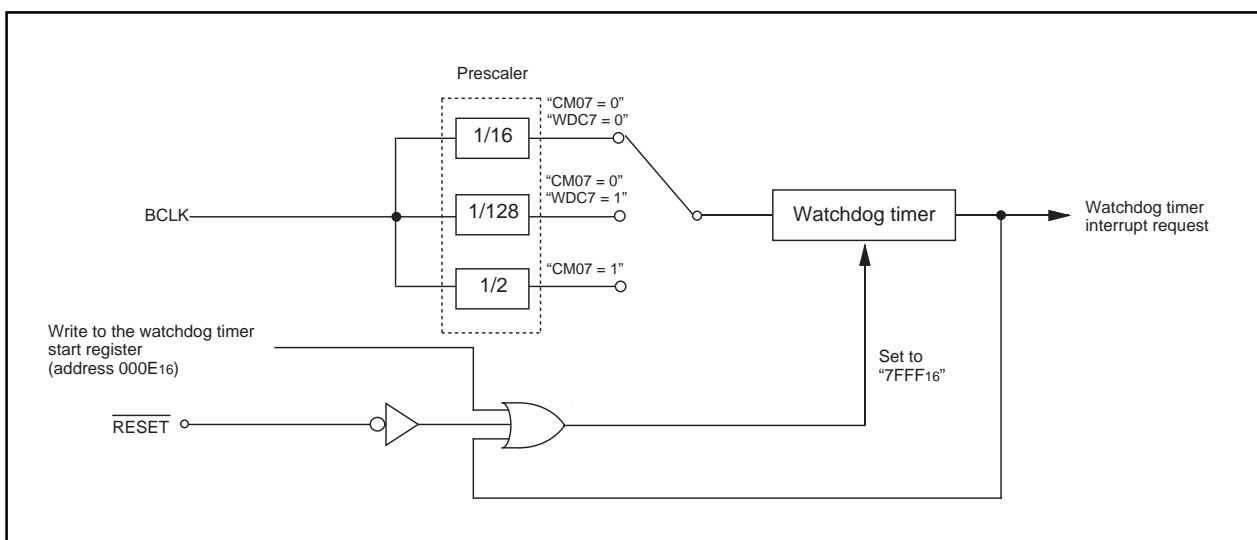 Prescaler
“CM07 = 0”
“WDC7 = 0”
1/16
“CM07 = 0”
“WDC7 = 1”
BCLK
1/128
Watchdog timer
Watchdog timer
interrupt request
“CM07 = 1”
1/2
Write to the watchdog timer
start register
(address 000E16)
Set to
“7FFF16”
RESET